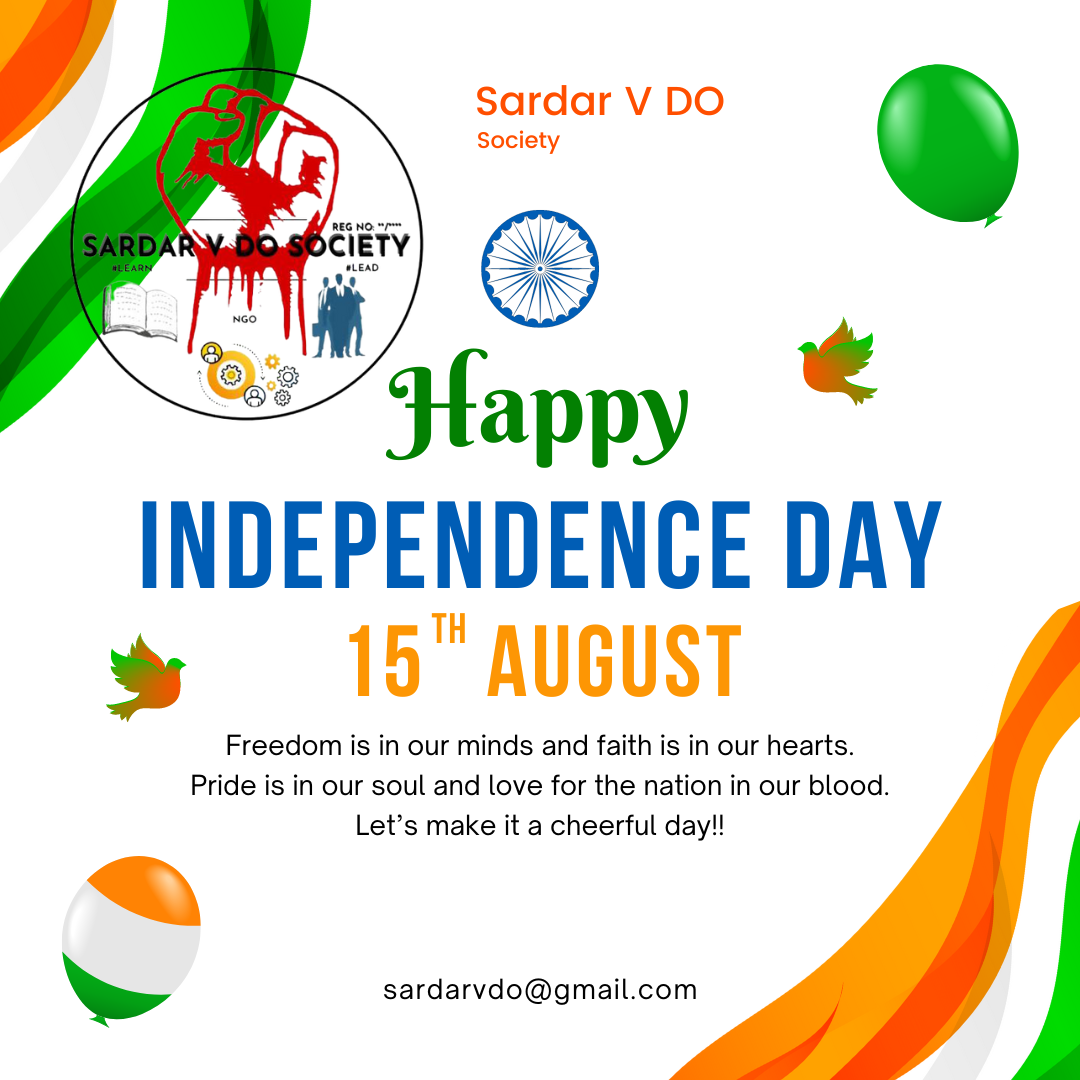 Sardar V DO
Society
REG NO: **/****
SARDAR V DO SOCIETY
#LEARN
#LEAD
NGO
Happy
INDEPENDENCE DAY
15TH AUGUST
Freedom is in our minds and faith is in our hearts.
Pride is in our soul and love for the nation in our blood.
Let’s make it a cheerful day!!
sardarvdo@gmail.com